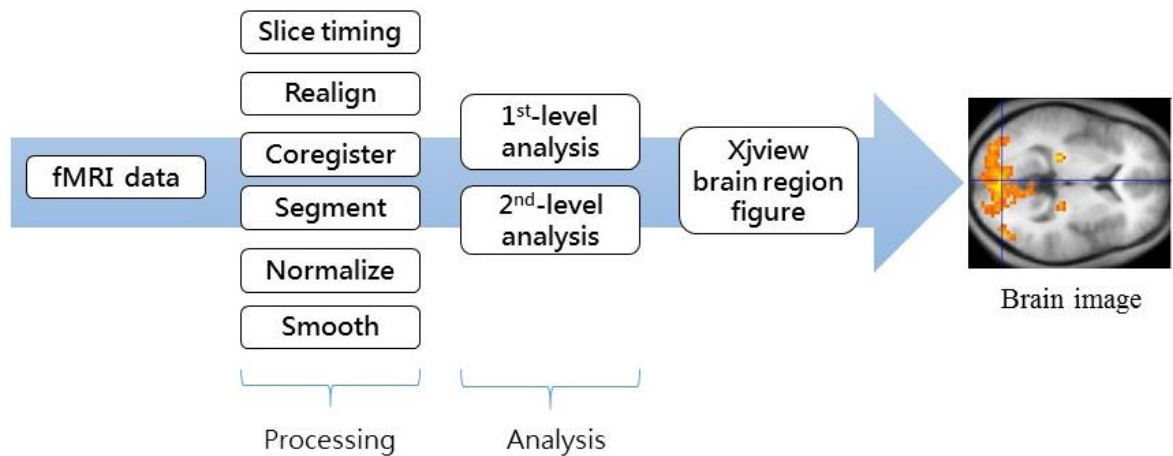 fMRI data
Slice timing
Realign
Coregister
Segment
Normalize
Smooth
Processing
1st-level
analysis
2nd-level
analysis
Analysis
Xjview
brain region
figure
Brain image